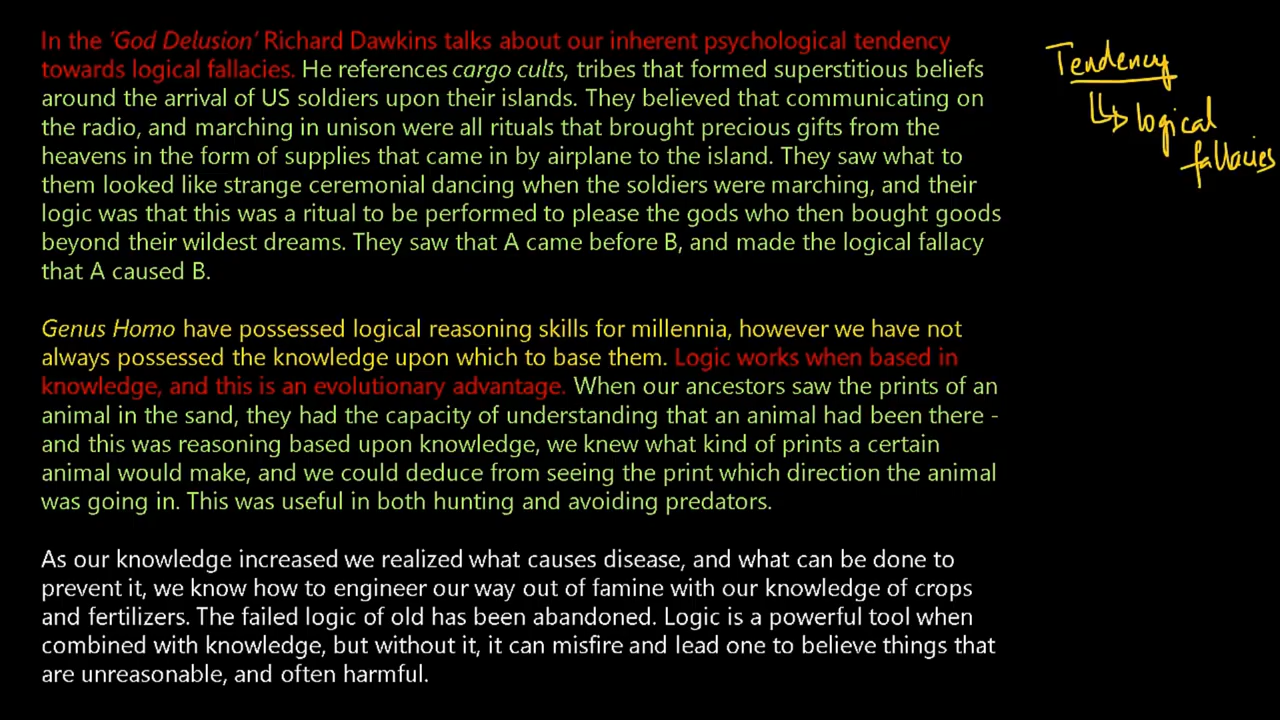 In the 'God Delusion' Richard Dawkins talks about our inherent psychological tendency
towards logical fallacies. He references cargo cults, tribes that formed superstitious beliefs
around the arrival of US soldiers upon their islands. They believed that communicating on
the radio, and marching in unison were all rituals that brought precious gifts from the
heavens in the form of supplies that came in by airplane to the island. They saw what to
them looked like strange ceremonial dancing when the soldiers were marching, and their
logic was that this was a ritual to be performed to please the gods who then bought goods
beyond their wildest dreams. They saw that A came before B, and made the logical fallacy
that A caused B.
Genus Homo have possessed logical reasoning skills for millennia, however we have not
always possessed the knowledge upon which to base them. Logic works when based in
knowledge, and this is an evolutionary advantage. When our ancestors saw the prints of an
animal in the sand, they had the capacity of understanding that an animal had been there -
and this was reasoning based upon knowledge, we knew what kind of prints a certain
animal would make, and we could deduce from seeing the print which direction the animal
was going in. This was useful in both hunting and avoiding predators.
As our knowledge increased we realized what causes disease, and what can be done to
prevent it, we know how to engineer our way out of famine with our knowledge of crops
and fertilizers. The failed logic of old has been abandoned. Logic is a powerful tool when
combined with knowledge, but without it, it can misfire and lead one to believe things that
are unreasonable, and often harmful.
Tendency
logical
fallacies